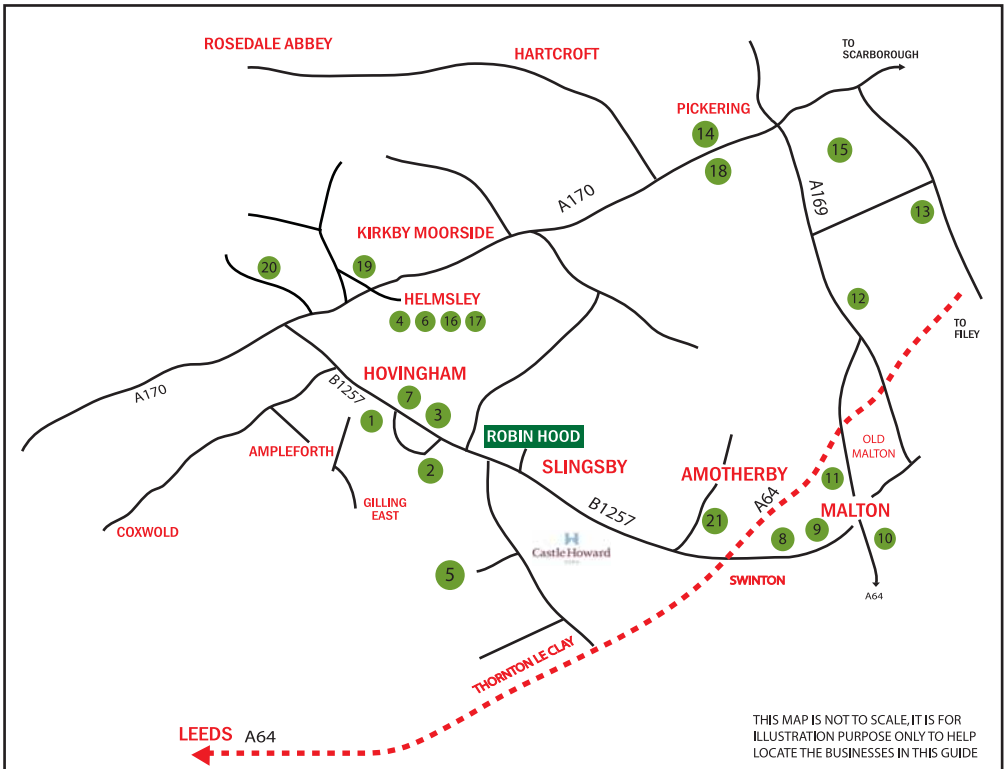 ROSEDALE ABBEY
HARTCROFT
TO
SCARBOROUGH
PICKERING
14
18
15
A169
13
A170
KIRKBY MOORSIDE
20
19
HELMSLEY
4 6 16 17
12
TO
FILEY
A170
B1257
HOVINGHAM
7
3
1
2
ROBIN HOOD
SLINGSBY
AMPLEFORTH
GILLING
EAST
COXWOLD
AMOTHERBY
A64
OLD
MALTON
11
MALTON
21
8
9
10
B1257
Castle Howard
5
SWINTON
A64
THORNTON LE CLAY
LEEDS A64
THIS MAP IS NOT TO SCALE, IT IS FOR
ILLUSTRATION PURPOSE ONLY TO HELP
LOCATE THE BUSINESSES IN THIS GUIDE